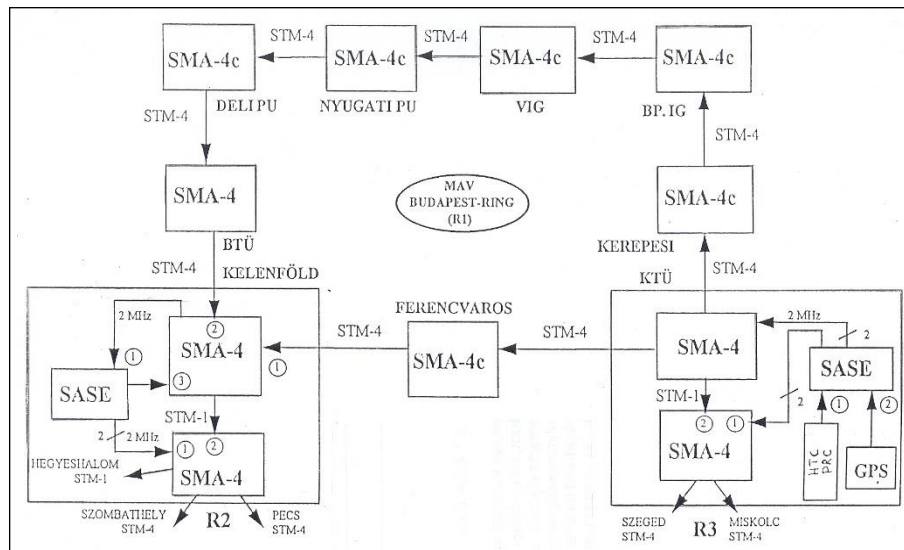 STM-4
STM-4
STM-4
STM-4
SMA-4c
SMA-4c
SMA-4c
SMA-4c
DELI PU
NYUGATI PU
VIG
BP. IG
STM-4
STM-4
SMA-4
MAV
BUDAPEST-RING
(R1)
SMA-4c
BTÜ
KEREPESI
STM-4
KELENFÖLD
KTÜ
STM-4
FERENCVAROS
2 MHz
2
STM-4
STM-4
2 MHz
2
SMA-4
1
SMA-4c
SMA-4
SASE
1
3
SASE
STM-1
STM-1
2
1
2
2
2 MHz
1
2
2
1
SMA-4
SMA-4
HTC
PRC
GPS
HEGYESHALOM
STM-1
SZOMBATHELY
STM-4
R2
PECS
STM-4
SZEGED
STM-4
R3
MISKOLC
STM-4